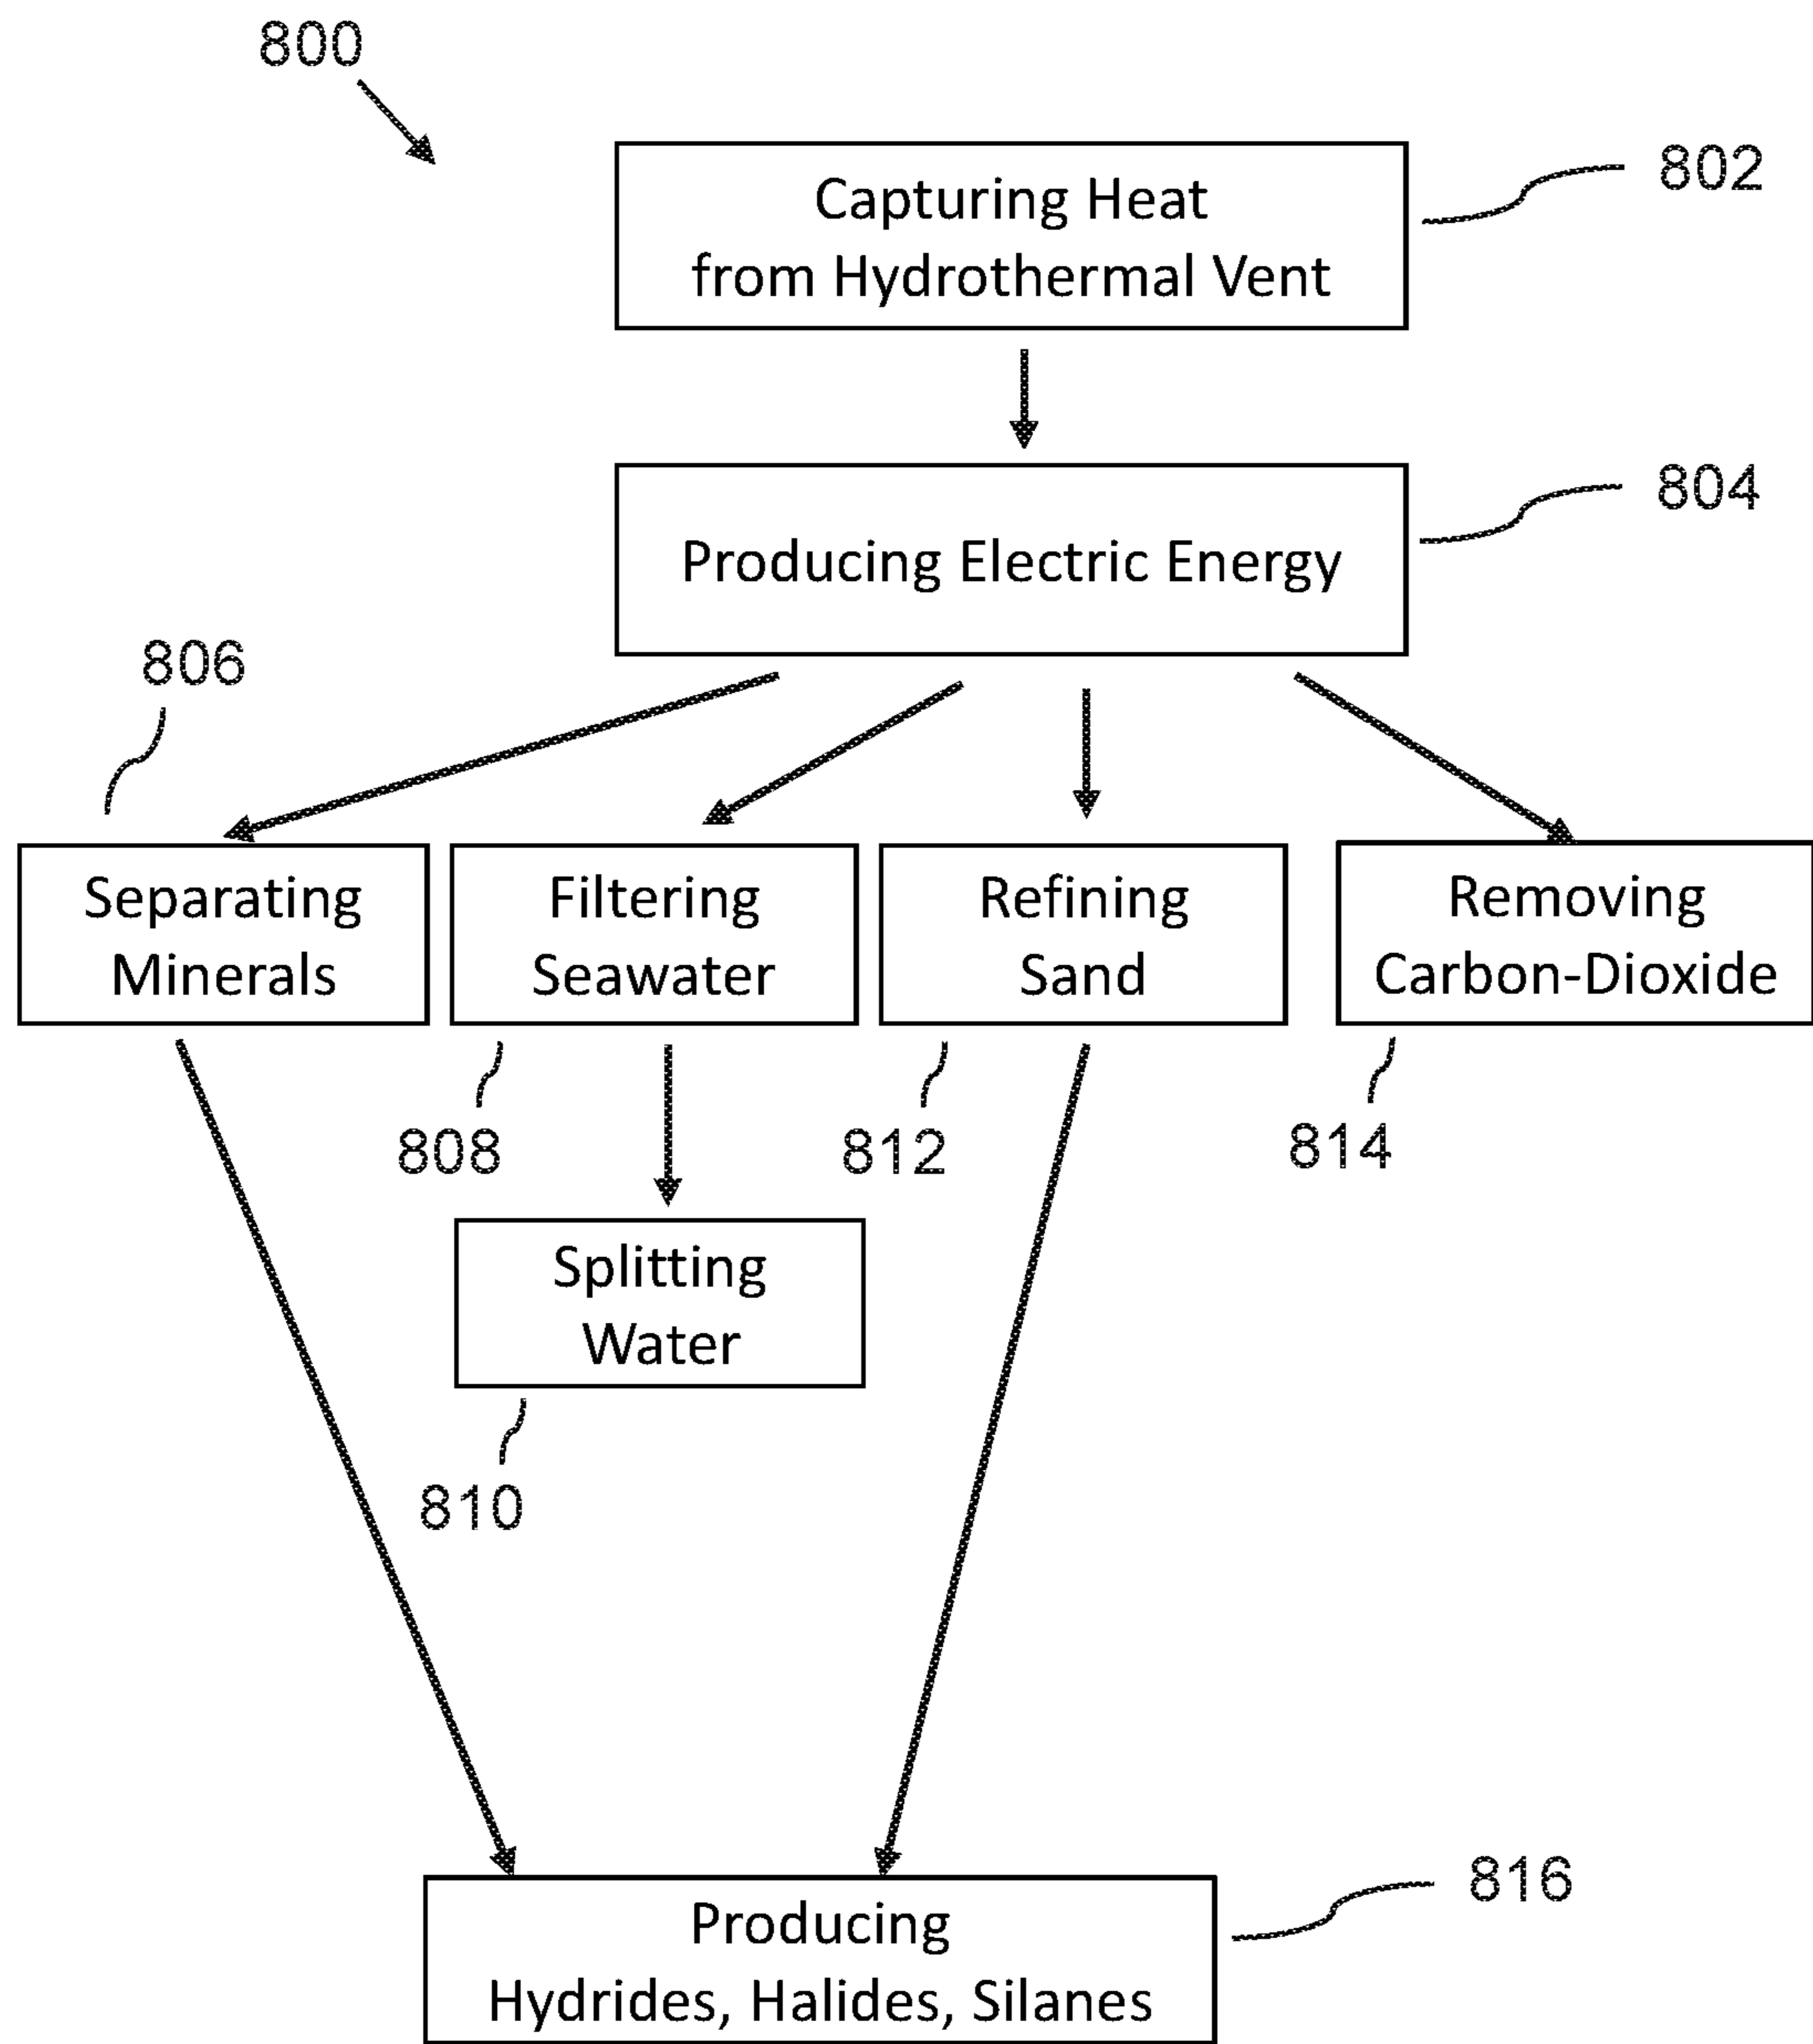 800
Capturing Heat
from Hydrothermal Vent
802
Producing Electric Energy
804
806
Separating
Minerals
Filtering
Seawater
Refining
Sand
Removing
Carbon-Dioxide
808
812
814
Splitting
Water
810
Producing
Hydrides, Halides, Silanes
816